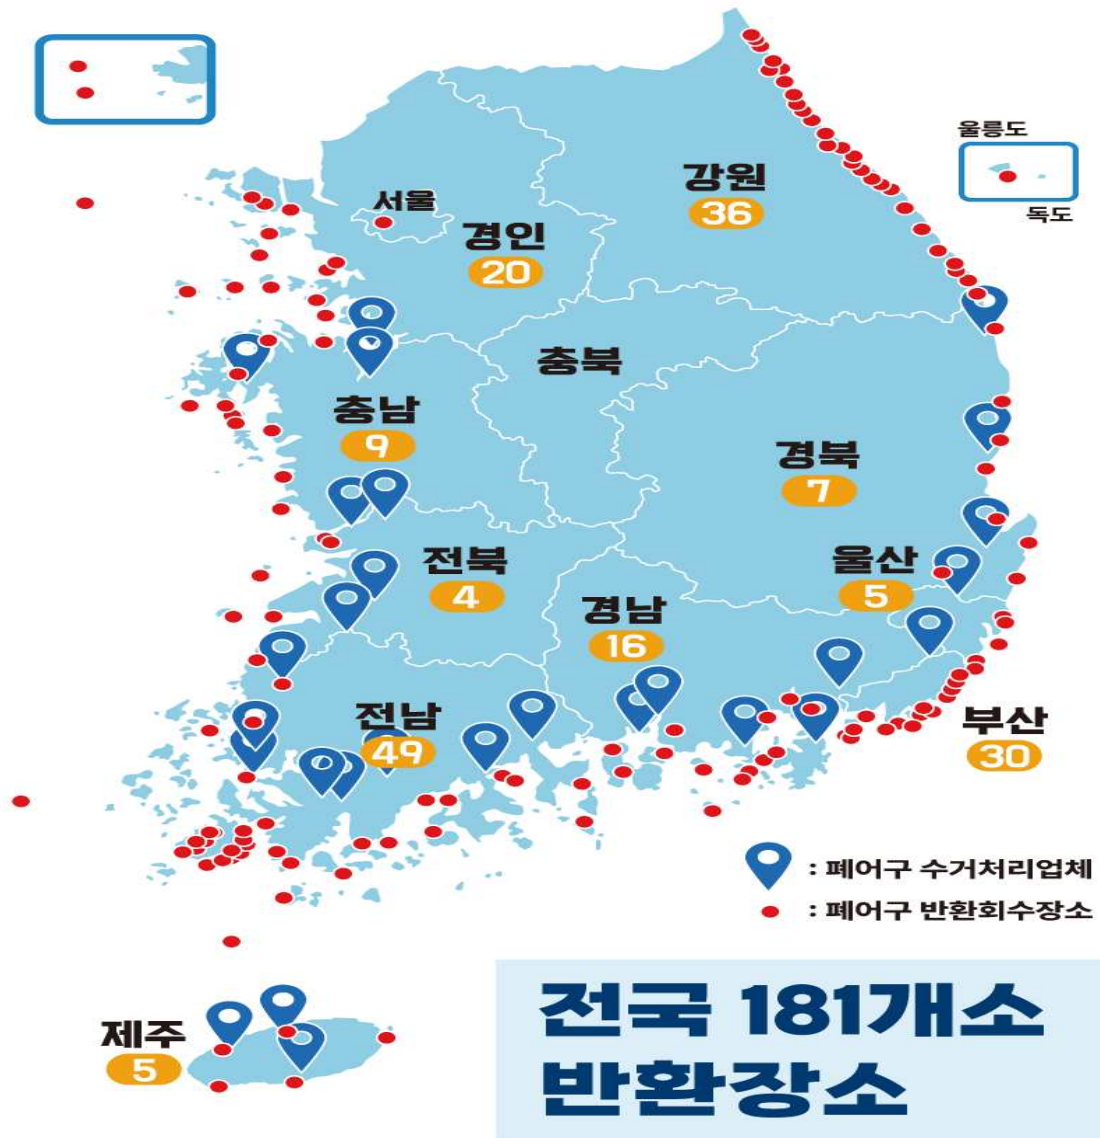 울릉도
독도
강원
36
서울
경인
20
충북
충남
9
경북
7
전북
4
울산
5
경남
16
전남
49
부산
30
: 폐어구 수거처리업체
: 폐어구 반환회수장소
제주
5
전국 181개소
반환장소